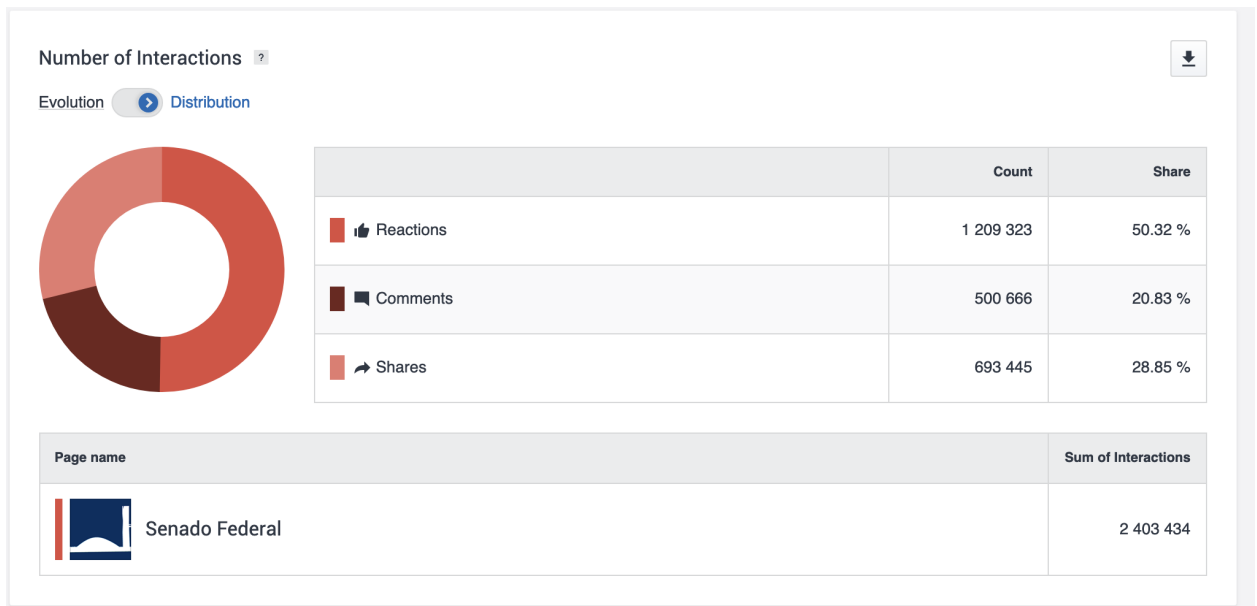 Number of Interactions ?
Evolution Distribution
Count Share
Reactions 1 209 323 50.32 %
Comments 500 666 20.83 %
Shares 693 445 28.85 %
Page name Sum of Interactions
Senado Federal 2 403 434